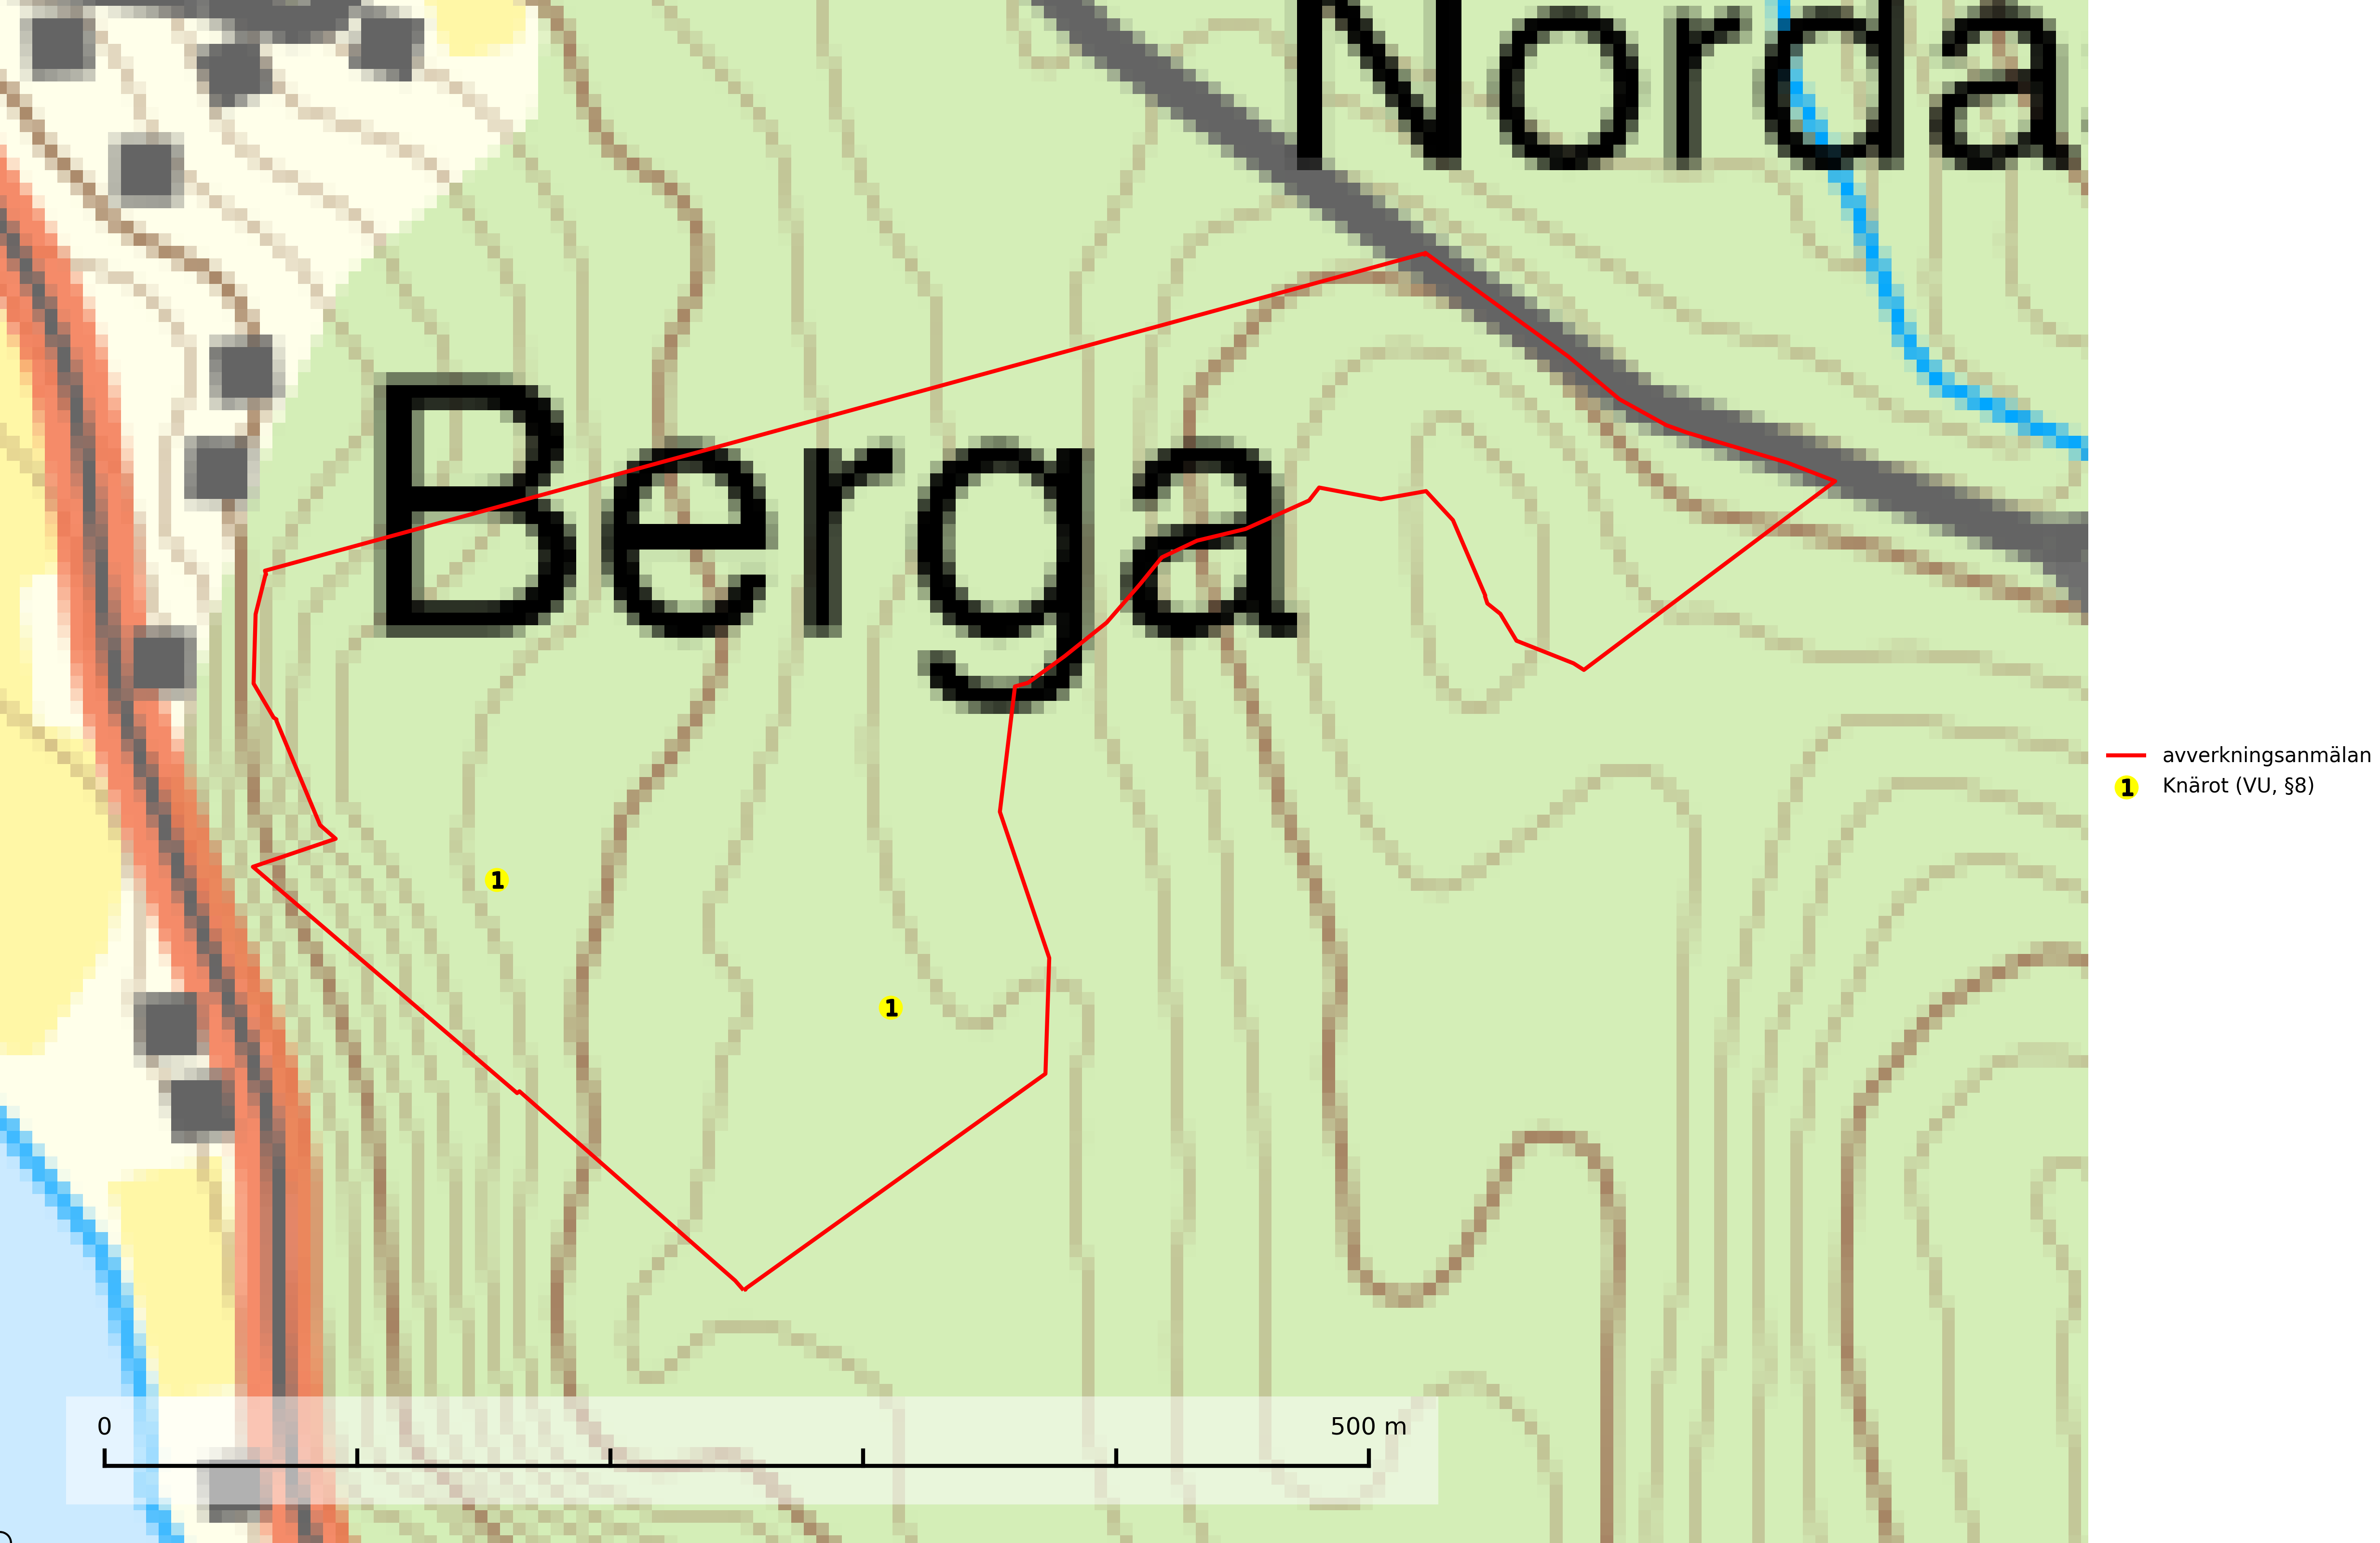 Norda
Berga
avverkningsanmälan
1 Knärot (VU, §8)
1
1
0 500 m